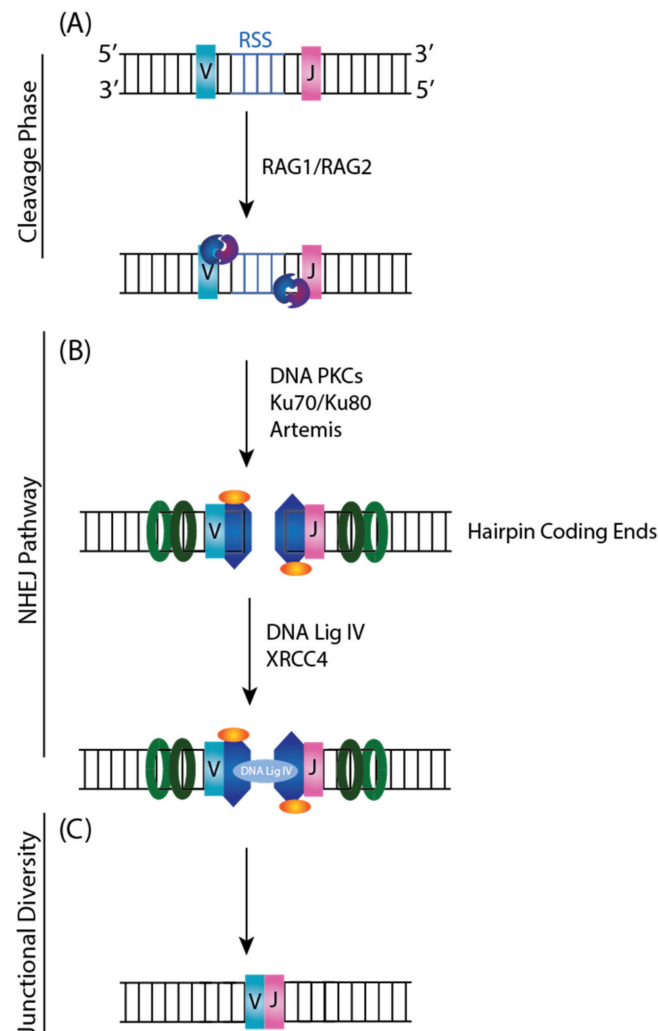 (A)
RSS
5′ V J 3′
3′ 5′
RAG1/RAG2
V J
Cleavage Phase
(B)
DNA PKCs
Ku70/Ku80
Artemis
V J Hairpin Coding Ends
DNA Lig IV
XRCC4
V DNA Lig IV J
NHEJ Pathway
(C)
V J
Junctional Diversity